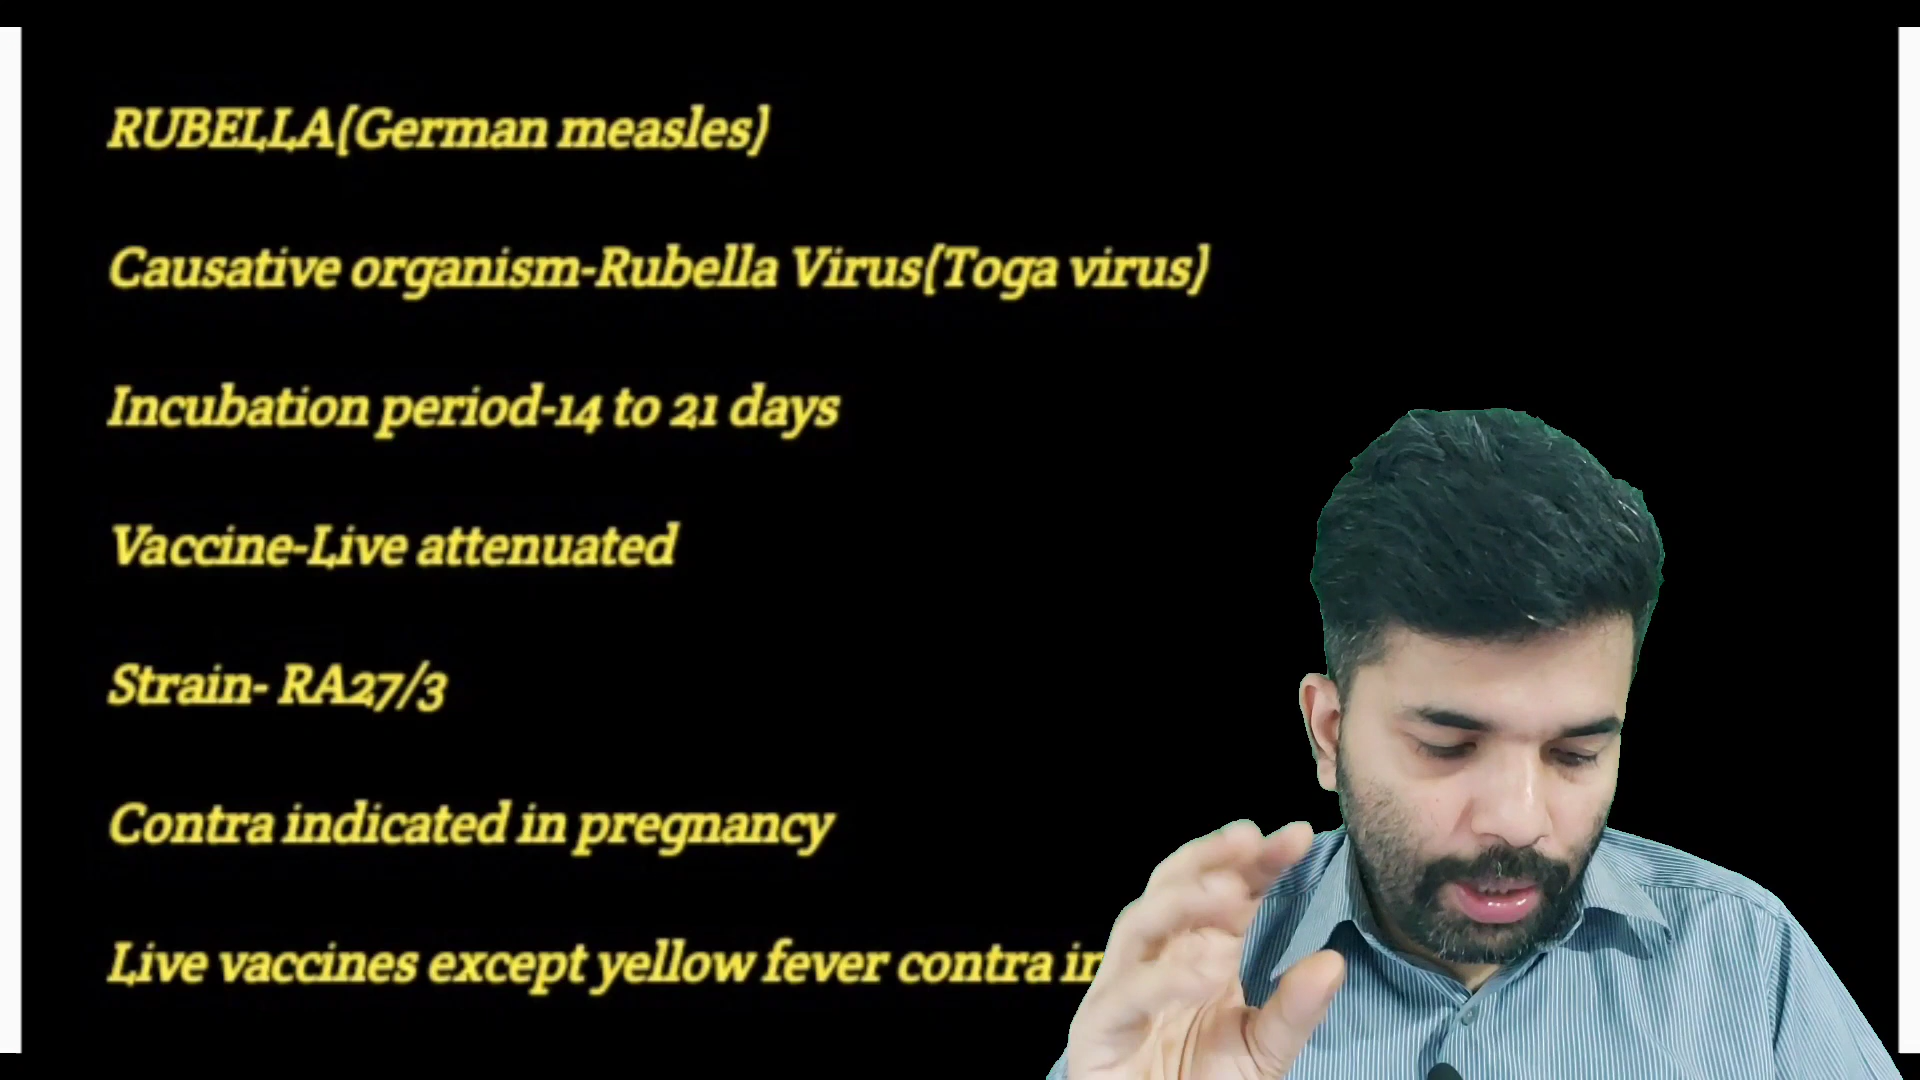 RUBELLA(German measles)
Causative organism-Rubella Virus(Toga virus)
Incubation period-14 to 21 days
Vaccine-Live attenuated
Strain- RA27/3
Contra indicated in pregnancy
Live vaccines except yellow fever contra